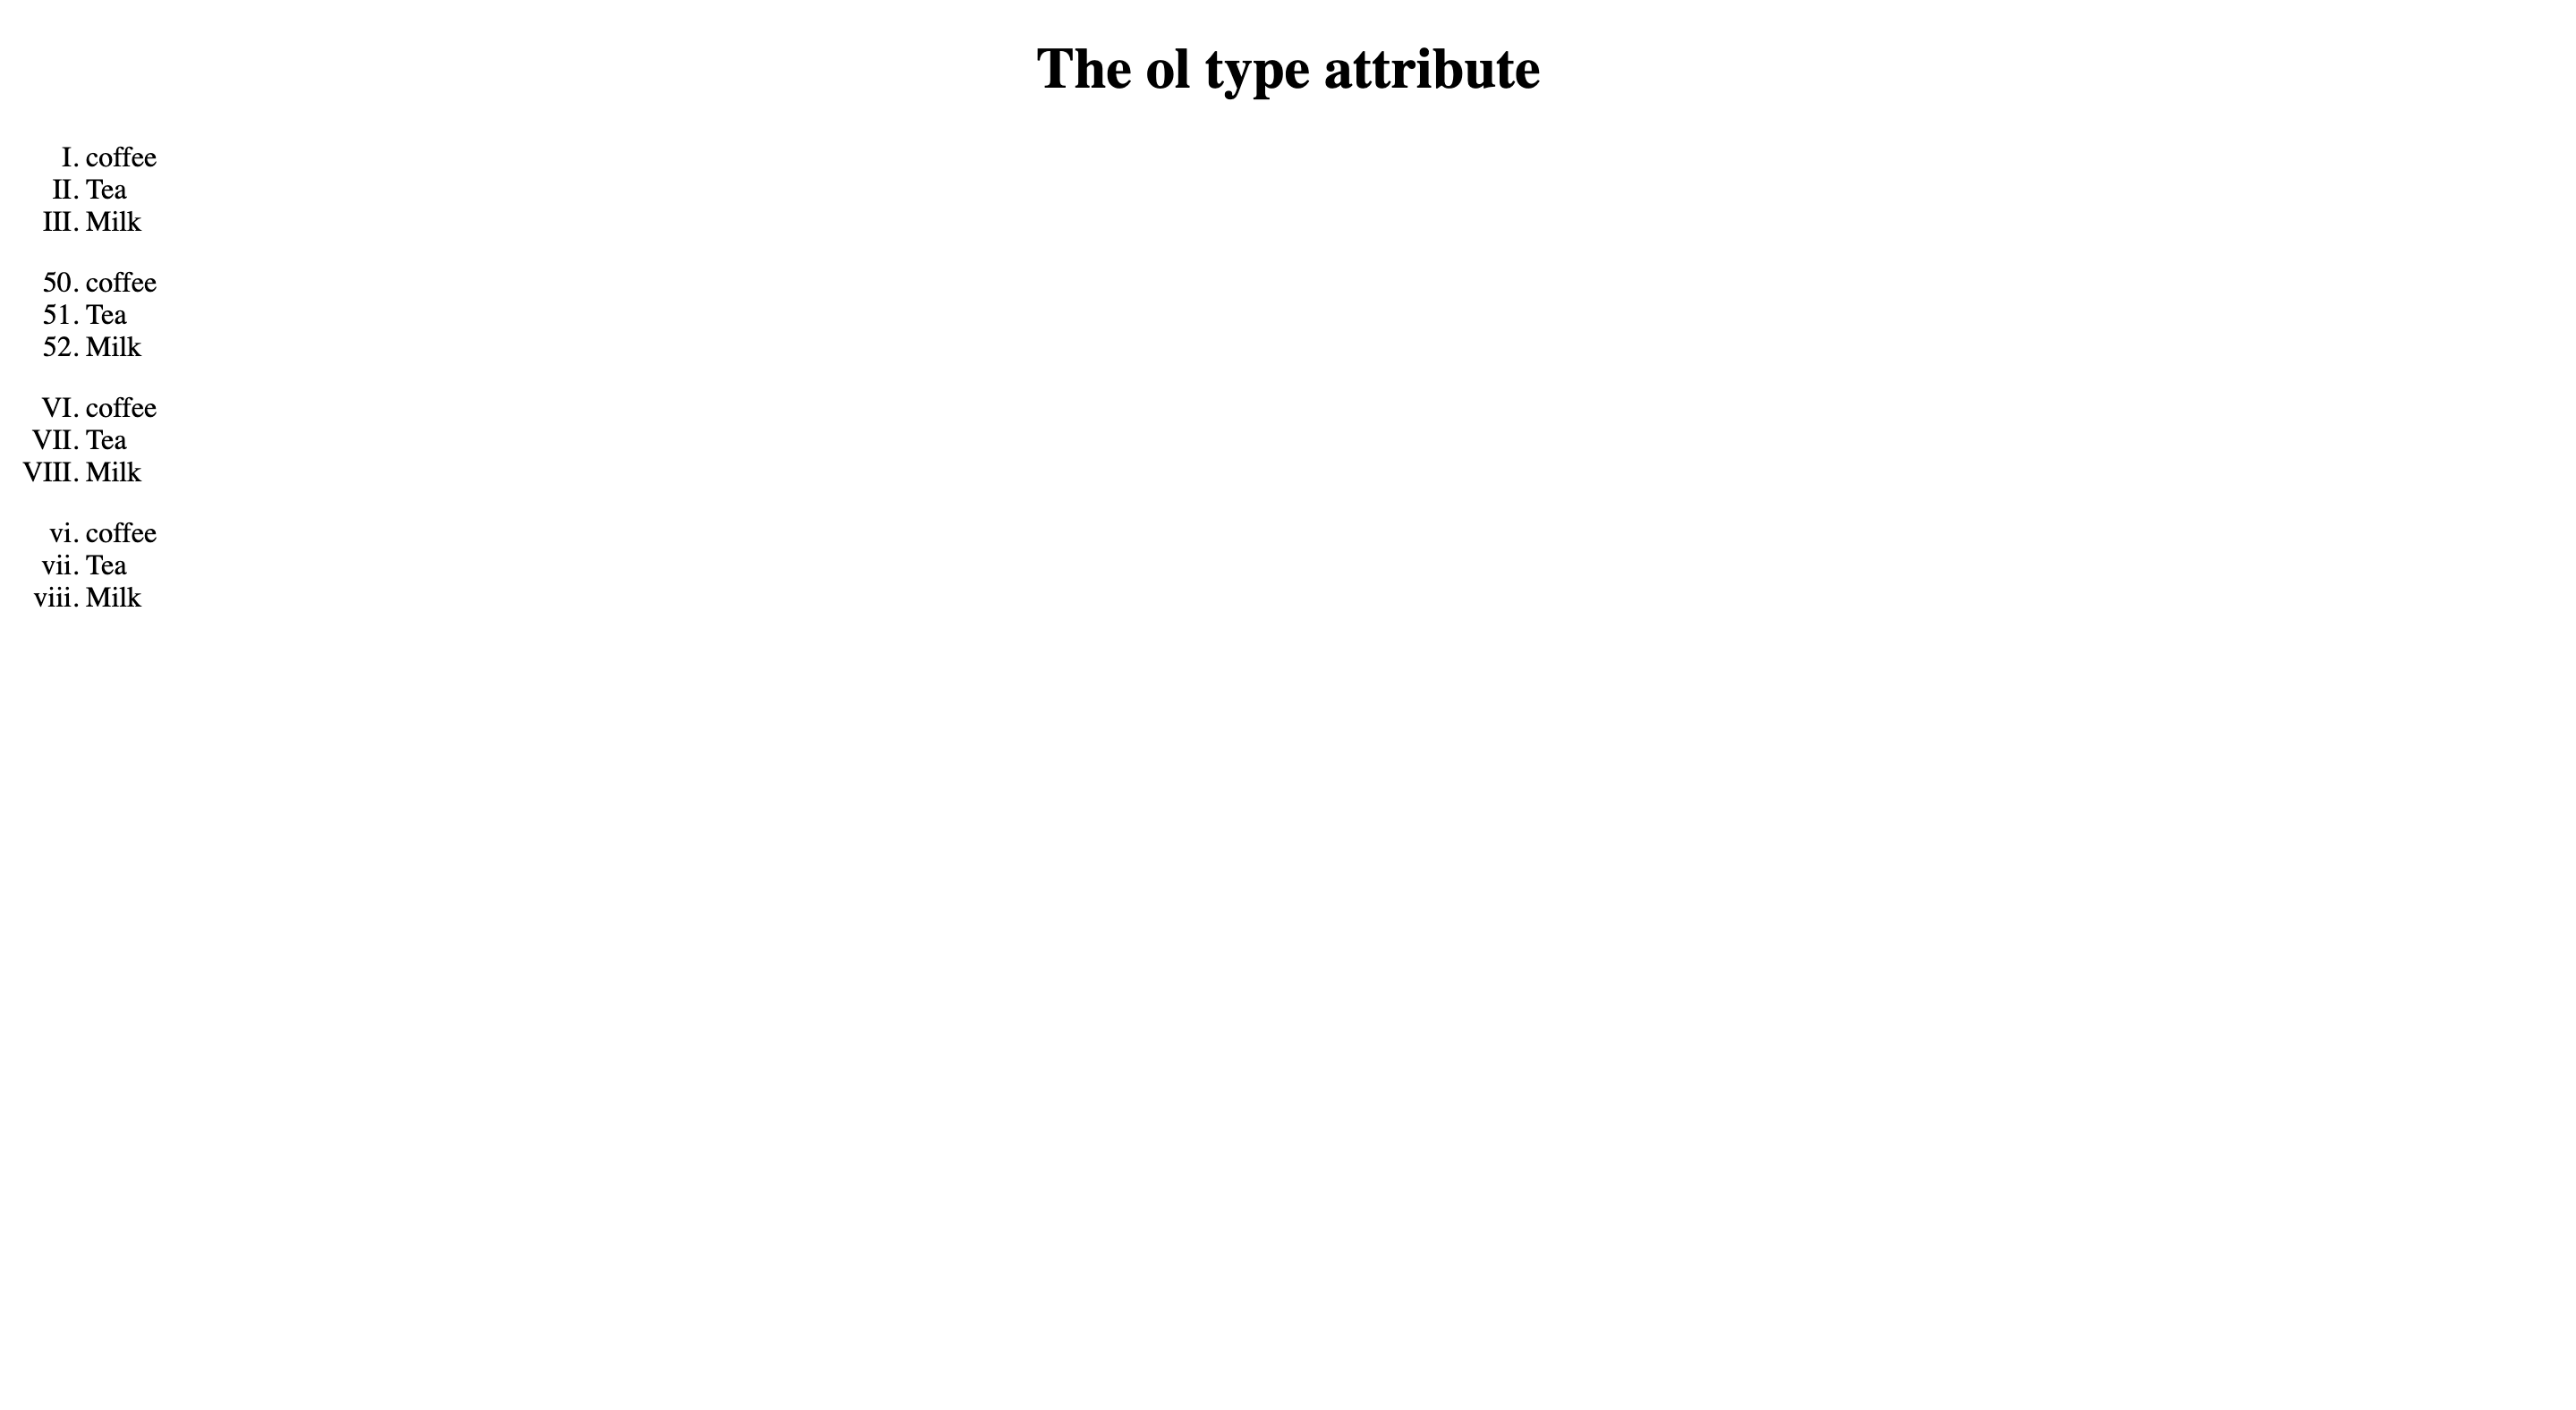 The ol type attribute
I. coffee
II. Tea
III. Milk
50. coffee
51. Tea
52. Milk
VI. coffee
VII. Tea
VIII. Milk
vi. coffee
vii. Tea
viii. Milk